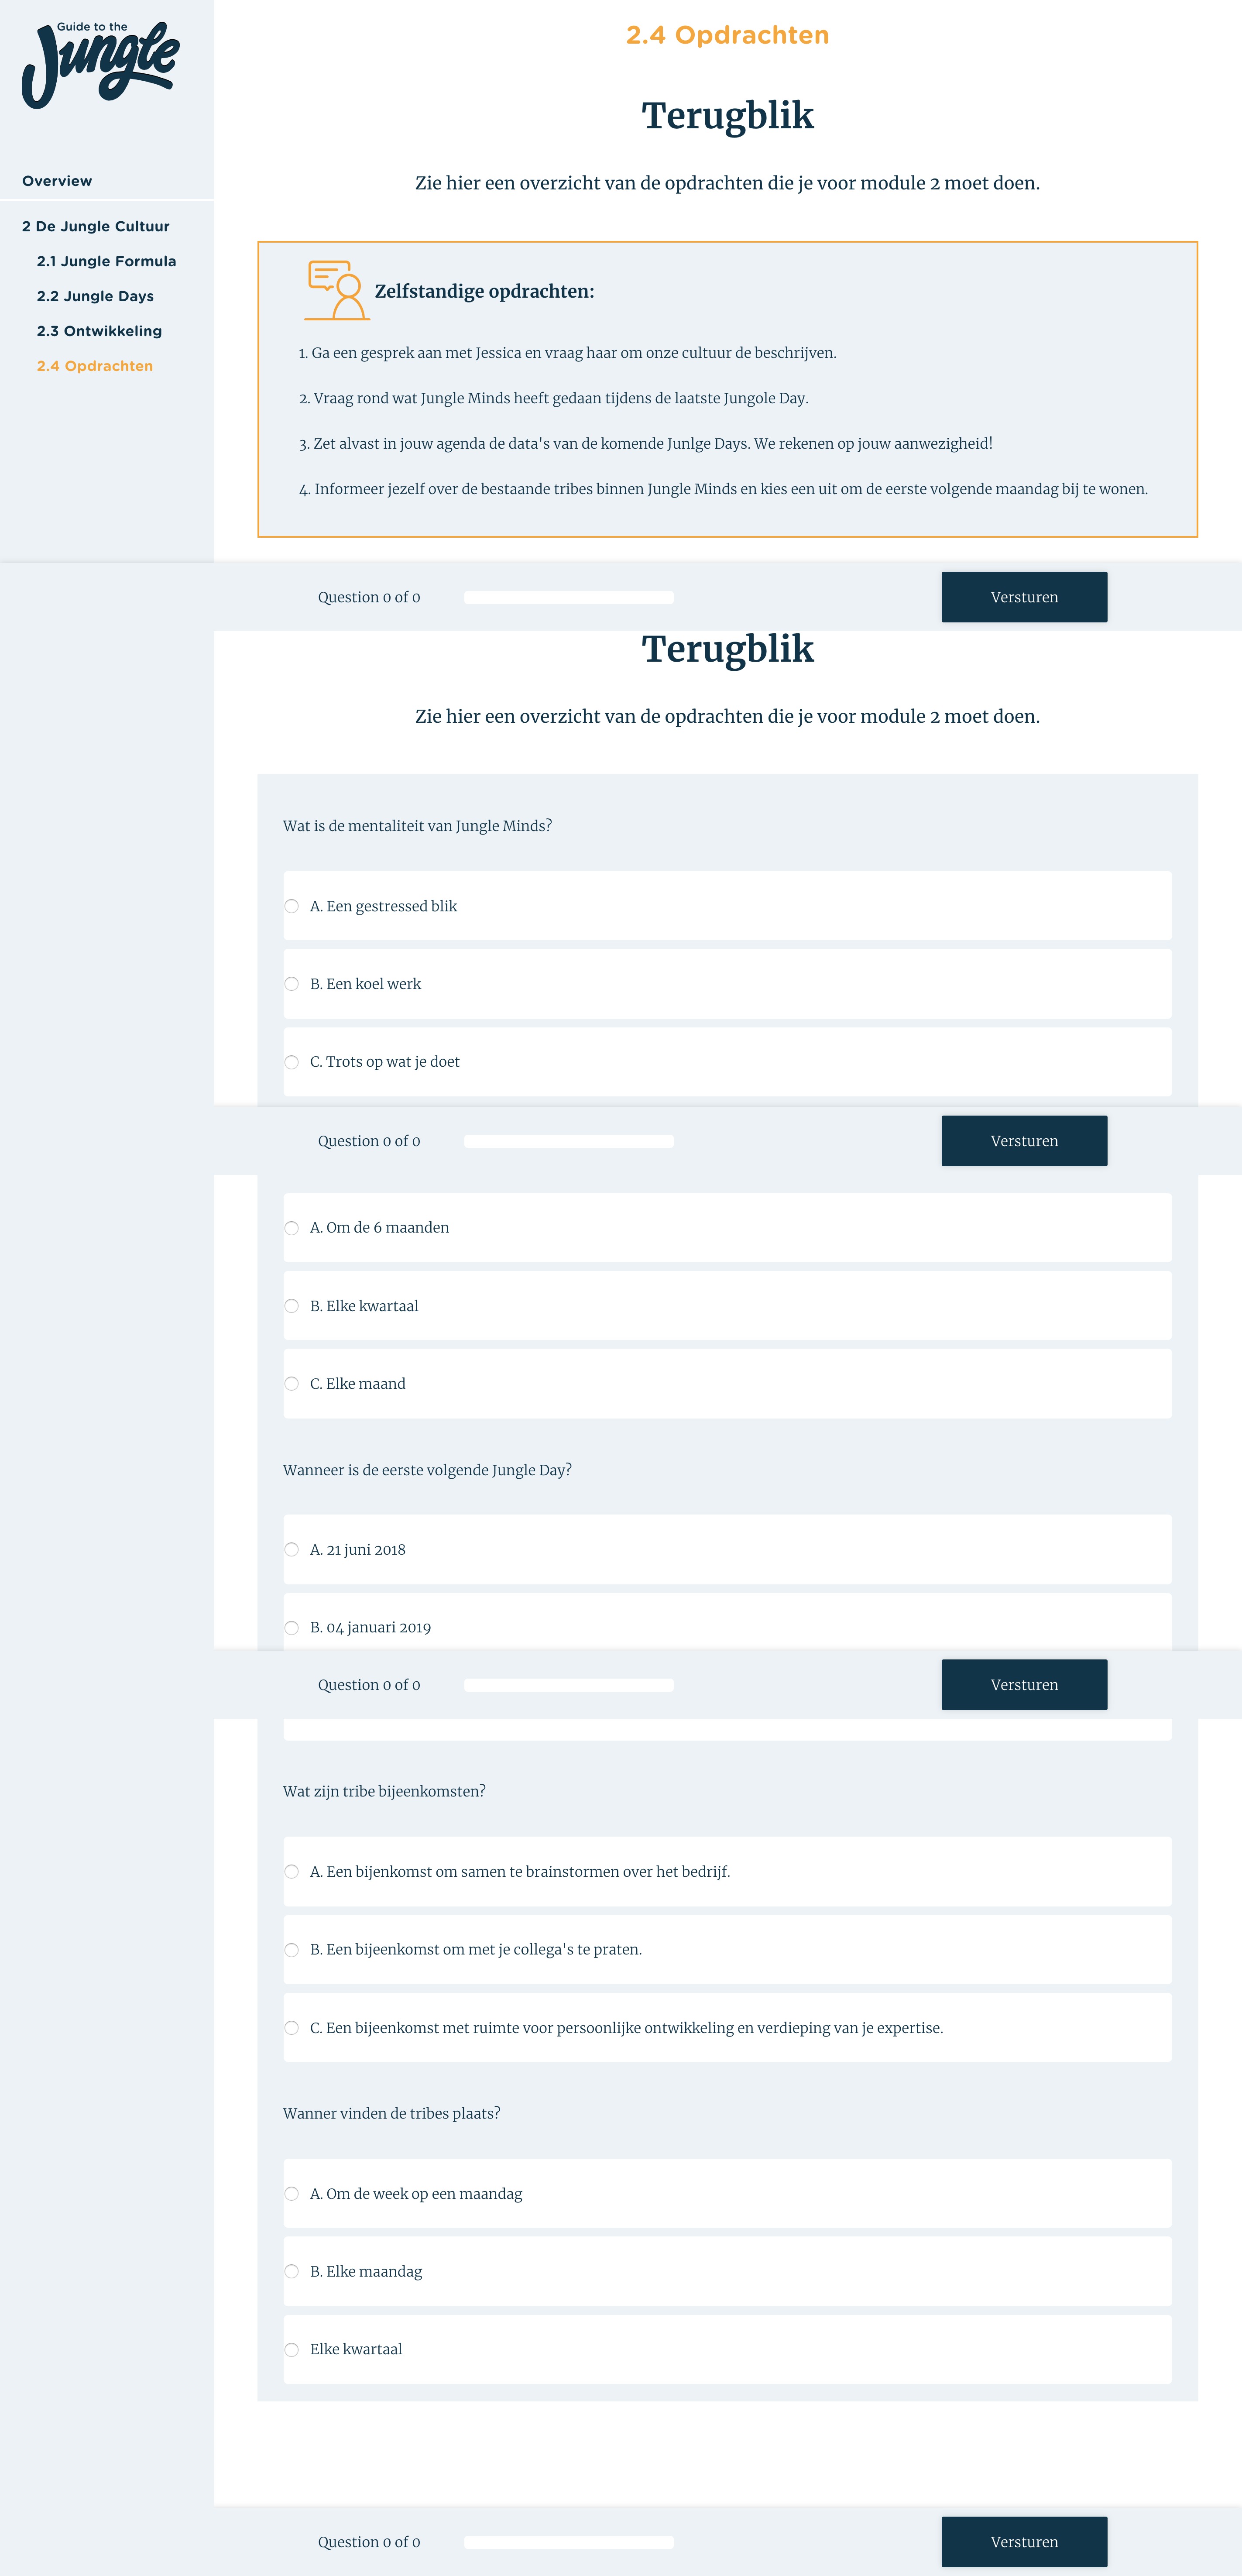 Guide to the
Jungle
Overview
2 De Jungle Cultuur
2.1 Jungle Formula
2.2 Jungle Days
2.3 Ontwikkeling
2.4 Opdrachten
2.4 Opdrachten
Terugblik
Zie hier een overzicht van de opdrachten die je voor module 2 moet doen.
Zelfstandige opdrachten:
1. Ga een gesprek aan met Jessica en vraag haar om onze cultuur de beschrijven.
2. Vraag rond wat Jungle Minds heeft gedaan tijdens de laatste Jungole Day.
3. Zet alvast in jouw agenda de data's van de komende Junlge Days. We rekenen op jouw aanwezigheid!
4. Informeer jezelf over de bestaande tribes binnen Jungle Minds en kies een uit om de eerste volgende maandag bij te wonen.
Question 0 of 0
Versturen
Terugblik
Zie hier een overzicht van de opdrachten die je voor module 2 moet doen.
Wat is de mentaliteit van Jungle Minds?
A. Een gestressed blik
B. Een koel werk
C. Trots op wat je doet
Question 0 of 0
Versturen
A. Om de 6 maanden
B. Elke kwartaal
C. Elke maand
Wanneer is de eerste volgende Jungle Day?
A. 21 juni 2018
B. 04 januari 2019
Question 0 of 0
Versturen
Wat zijn tribe bijeenkomsten?
A. Een bijenkomst om samen te brainstormen over het bedrijf.
B. Een bijeenkomst om met je collega's te praten.
C. Een bijeenkomst met ruimte voor persoonlijke ontwikkeling en verdieping van je expertise.
Wanner vinden de tribes plaats?
A. Om de week op een maandag
B. Elke maandag
Elke kwartaal
Question 0 of 0
Versturen